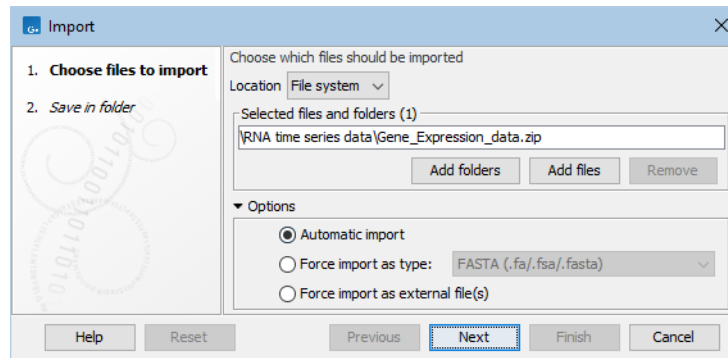 Import
1. Choose files to import
2. Save in folder
Choose which files should be imported
Location File system
Selected files and folders (1)
\RNA time series data\Gene_Expression_data.zip
Add folders Add files Remove
Options
Automatic import
Force import as type: FASTA (.fa/.fsa/.fasta)
Force import as external file(s)
Help Reset Previous Next Finish Cancel